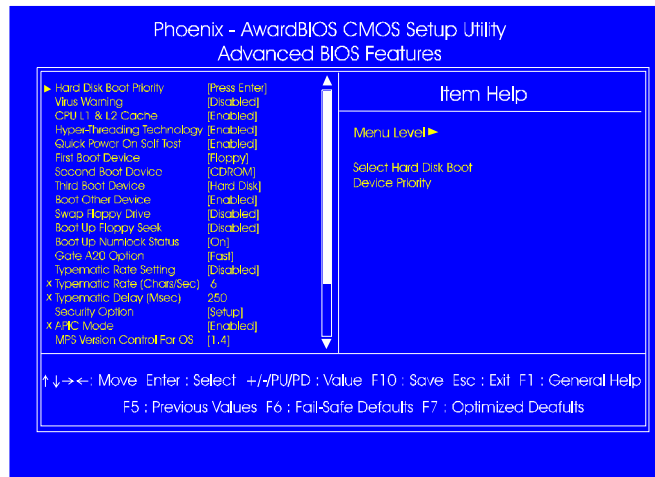 Phoenix - AwardBIOS CMOS Setup Utility
Advanced BIOS Features
► Hard Disk Boot Priority [Press Enter]
Virus Warning [Disabled]
CPU L1 & L2 Cache [Enabled]
Hyper-Threading Technology [Enabled]
Quick Power On Self Test [Enabled]
First Boot Device [Floppy]
Second Boot Device [CDROM]
Third Boot Device [Hard Disk]
Boot Other Device [Enabled]
Swap Floppy Drive [Disabled]
Boot Up Floppy Seek [Disabled]
Boot Up Numlock Status [On]
Gate A20 Option [Fast]
Typematic Rate Setting [Disabled]
x Typematic Rate (Chars/Sec) 6
x Typematic Delay (Msec) 250
Security Option [Setup]
x APIC Mode [Enabled]
MPS Version Control For OS [1.4]
Item Help
Menu Level►
Select Hard Disk Boot
Device Priority
↑↓→←: Move Enter : Select +/-/PU/PD : Value F10 : Save Esc : Exit F1 : General Help
F5 : Previous Values F6 : Fail-Safe Defaults F7 : Optimized Deafults